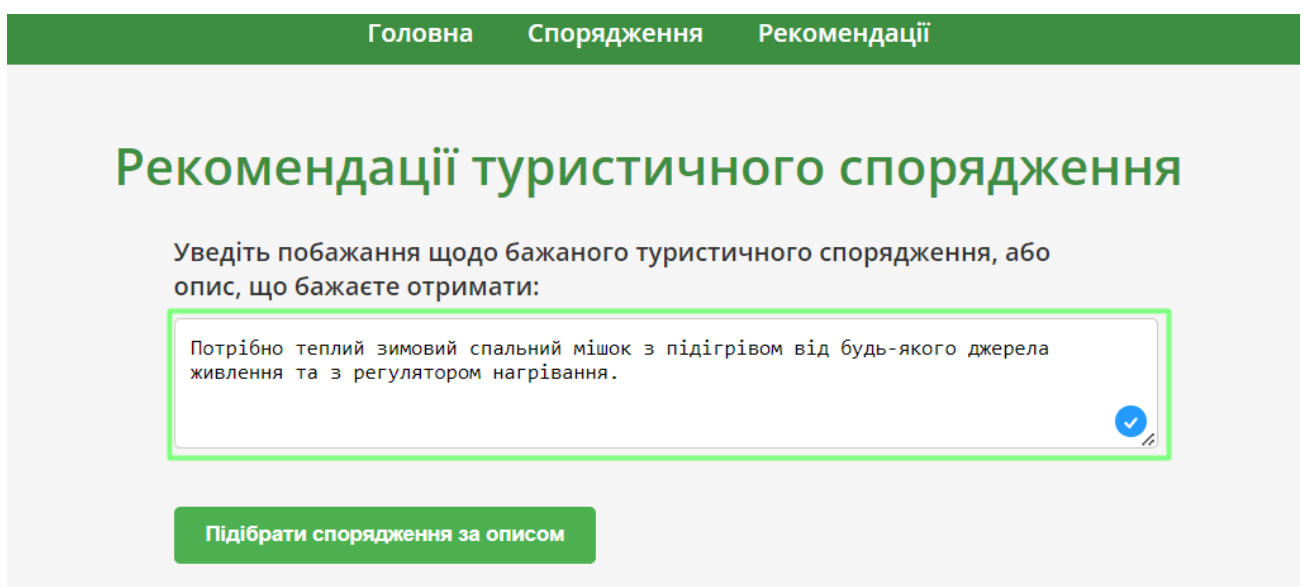 Головна Спорядження Рекомендації
Рекомендації туристичного спорядження
Уведіть побажання щодо бажаного туристичного спорядження, або
опис, що бажаєте отримати:
Потрібно теплий зимовий спальний мішок з підігрівом від будь-якого джерела
живлення та з регулятором нагрівання.
Підібрати спорядження за описом